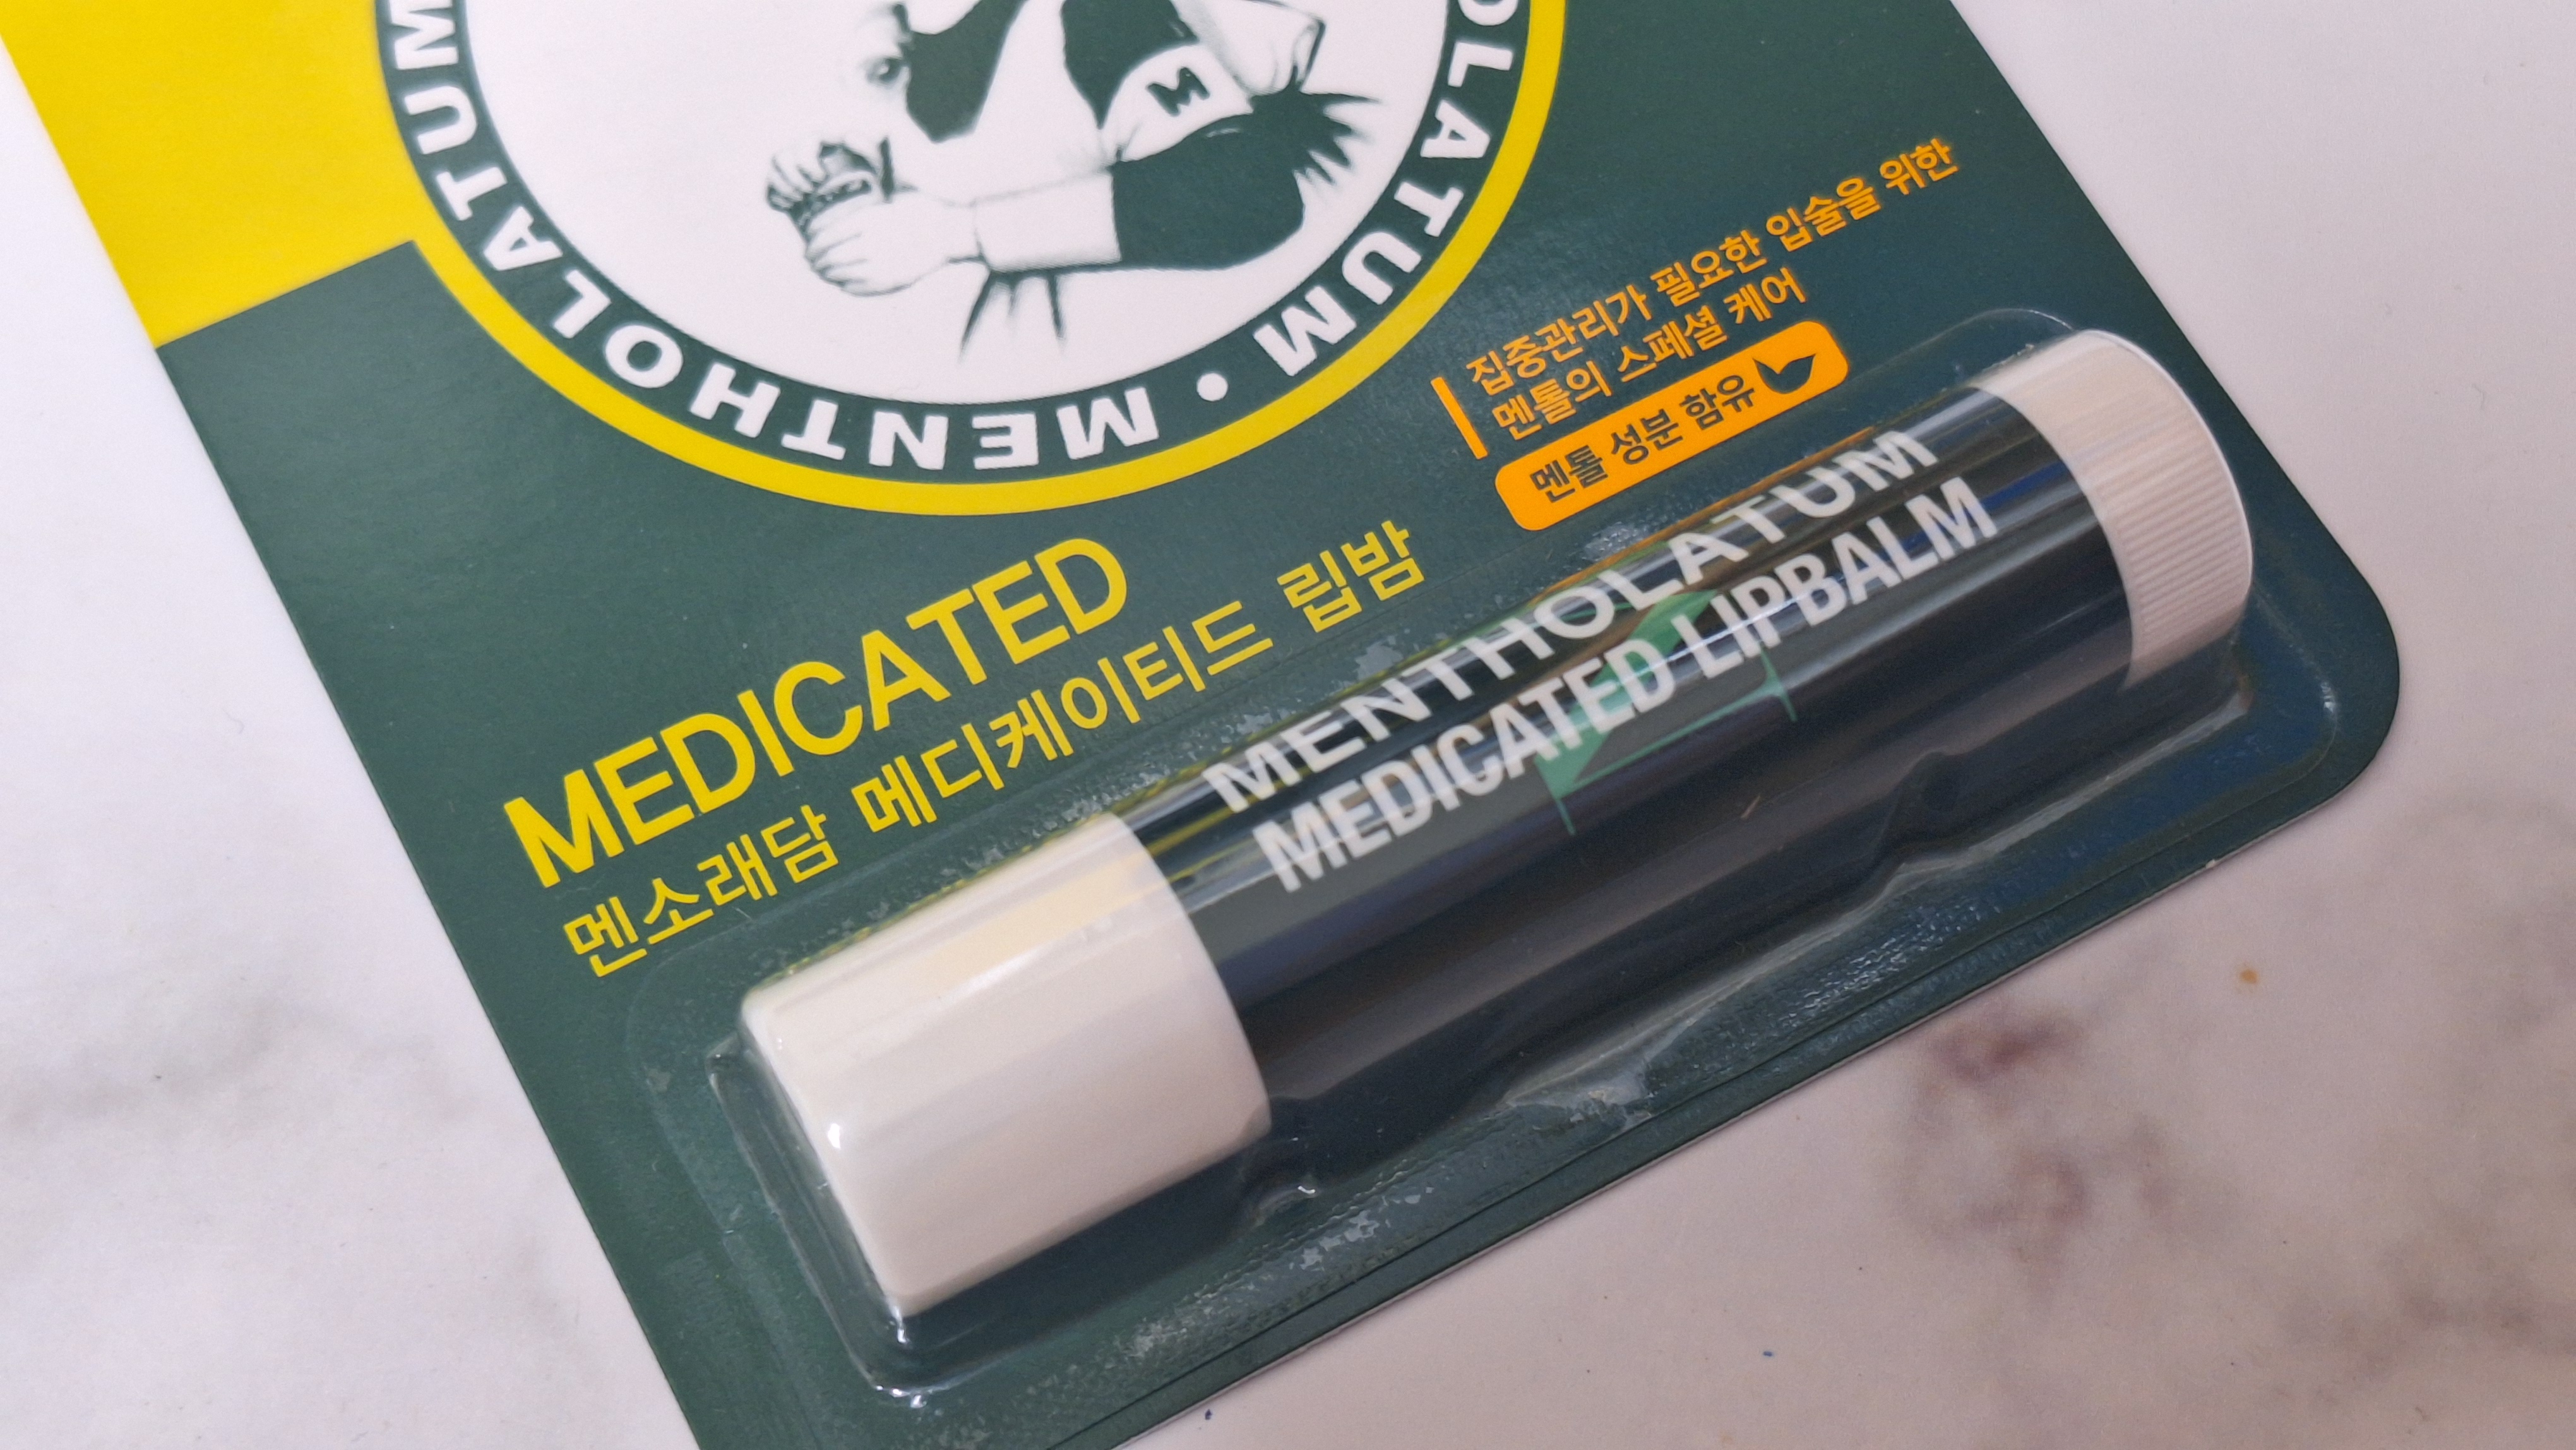 MENTHOLATUM • MENTHOLATUM
M
집중관리가 필요한 입술을 위한
멘톨의 스페셜 케어
멘톨 성분 함유
MEDICATED
멘소래담 메디케이티드 립밤
MENTHOLATUM
MEDICATED LIPBALM